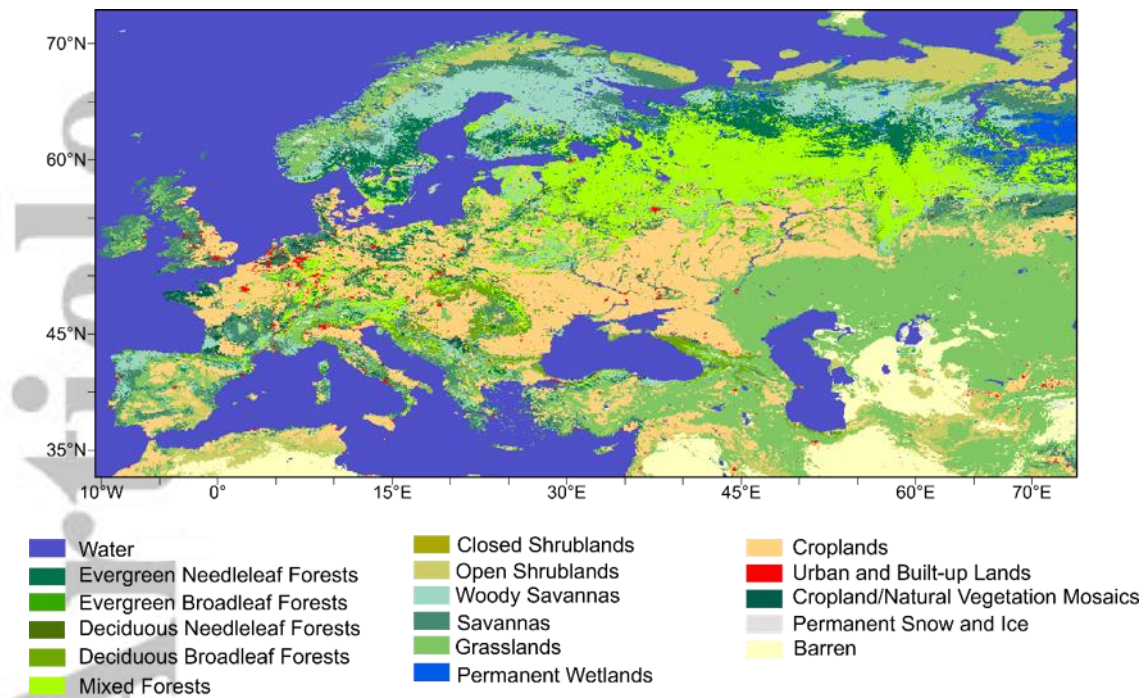 70°N
60°N
45°N
35°N
10°W 0° 15°E 30°E 45°E 60°E 70°E
Water
Evergreen Needleleaf Forests
Evergreen Broadleaf Forests
Deciduous Needleleaf Forests
Deciduous Broadleaf Forests
Mixed Forests
Closed Shrublands
Open Shrublands
Woody Savannas
Savannas
Grasslands
Permanent Wetlands
Croplands
Urban and Built-up Lands
Cropland/Natural Vegetation Mosaics
Permanent Snow and Ice
Barren